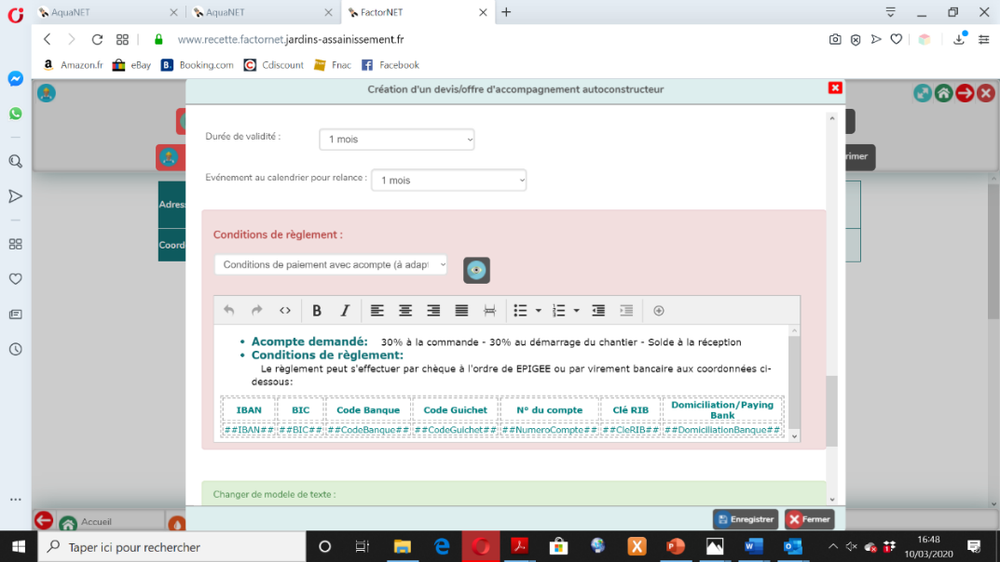 AquaNET
AquaNET
FactorNET
www.recette.factornet.jardins-assainissement.fr
Amazon.fr
eBay
Booking.com
Cdiscount
Fnac
Facebook
Création d'un devis/offre d'accompagnement autoconstructeur
Durée de validité :
1 mois
Evénement au calendrier pour relance :
1 mois
rimer
Adres
Coord
Conditions de règlement :
Conditions de paiement avec acompte (à adapt
Acompte demandé: 30% à la commande - 30% au démarrage du chantier - Solde à la réception
Conditions de règlement:
Le règlement peut s'effectuer par chèque à l'ordre de EPIGEE ou par virement bancaire aux coordonnées ci-
dessous:
IBAN BIC Code Banque Code Guichet N° du compte Clé RIB Domiciliation/Paying
Bank
##IBAN## ##BIC## ##CodeBanque## ##CodeGuichet## ##NumeroCompte## ##CleRIB## ##DomiciliationBanque##
Changer de modele de texte :
Accueil
Enregistrer
Fermer
Taper ici pour rechercher
16:48
10/03/2020